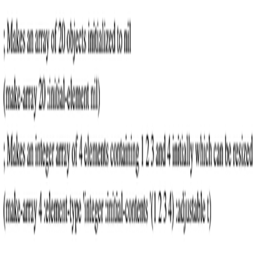 ; Makes an array of 20 objects initialized to nil
(make-array 20 :initial-element nil)
; Makes an integer array of 4 elements containing 1 2 3 and 4 initially which can be resized
(make-array 4 :element-type 'integer :initial-contents '(1 2 3 4) :adjustable t)